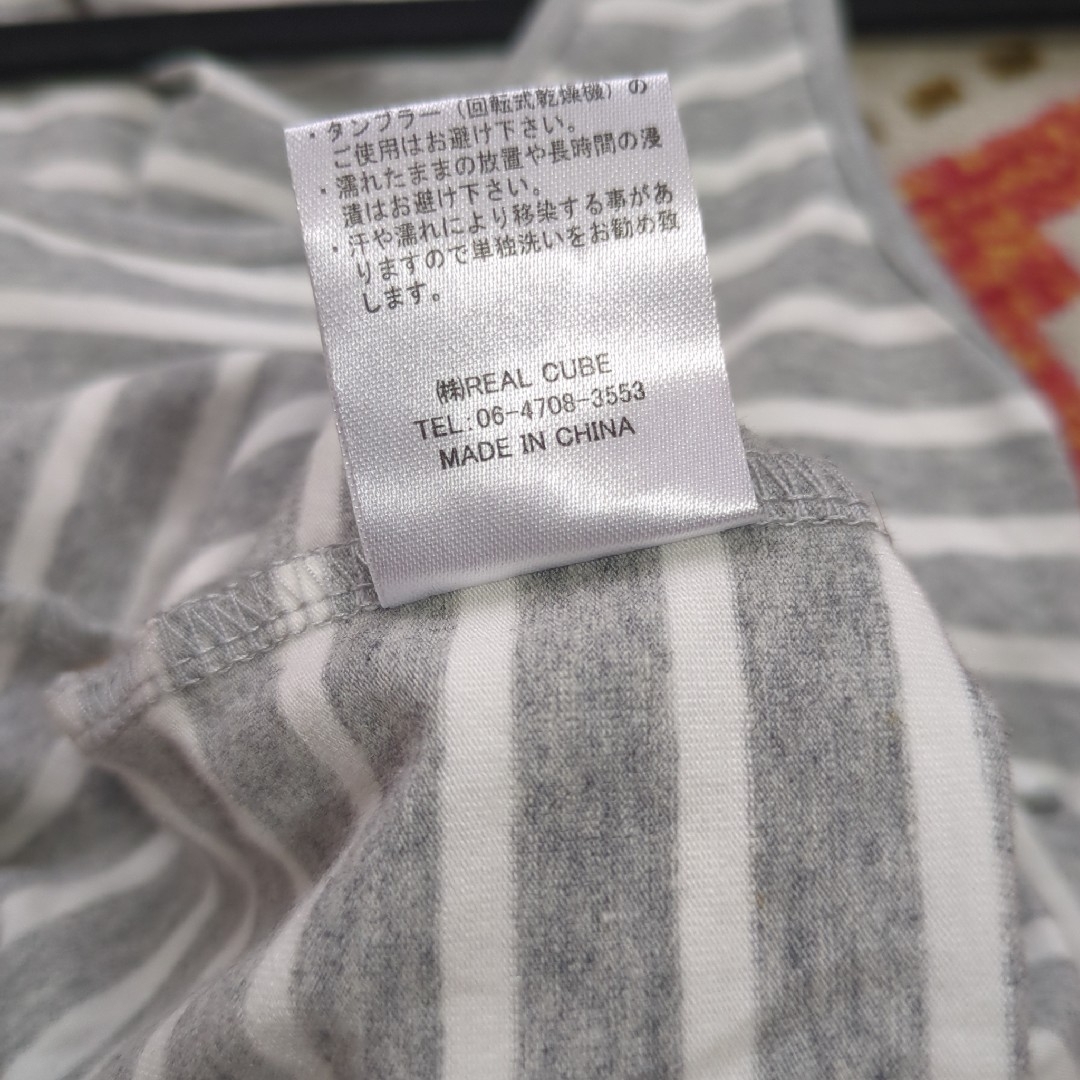 ・タンブラー（回転式乾燥機）の
ご使用はお避け下さい。
・濡れたままの放置や長時間の浸
漬はお避け下さい。
・汗や濡れにより移染する事があ
りますので単独洗いをお勧め致
します。
㈱REAL CUBE
TEL:06-4708-3553
MADE IN CHINA